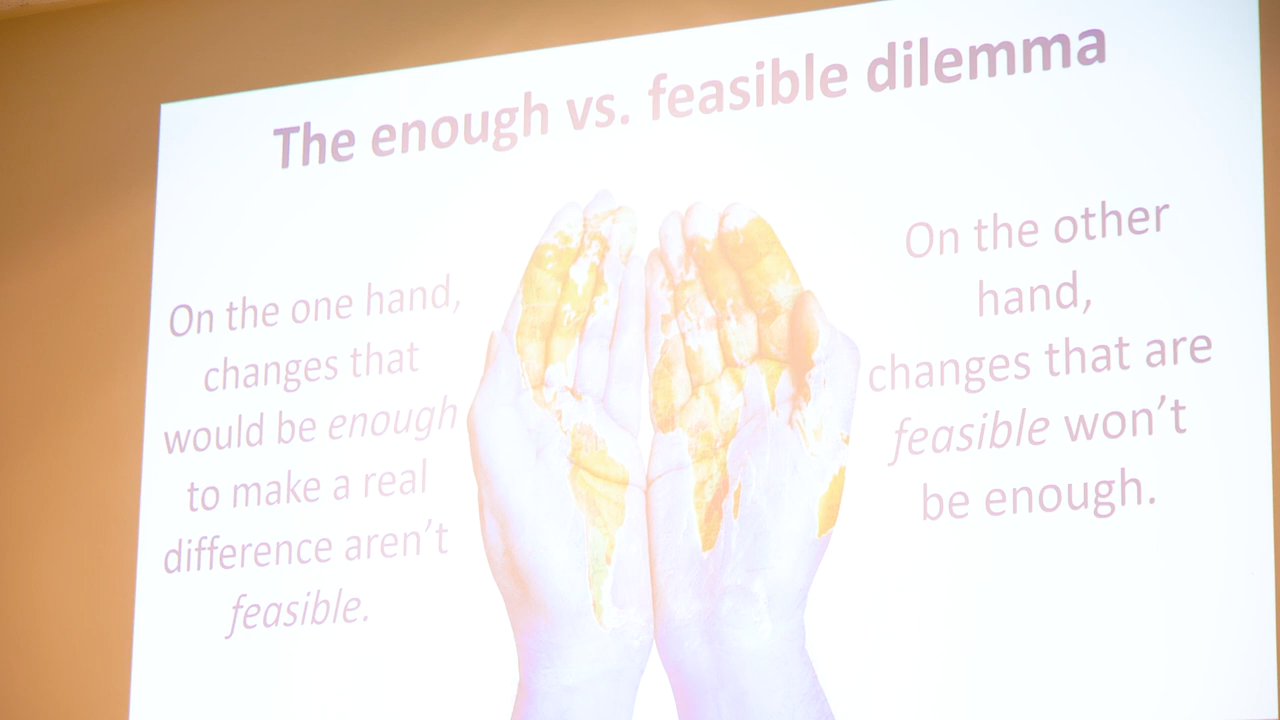 The enough vs. feasible dilemma
On the one hand,
changes that
would be enough
to make a real
difference aren’t
feasible.
On the other
hand,
changes that are
feasible won’t
be enough.